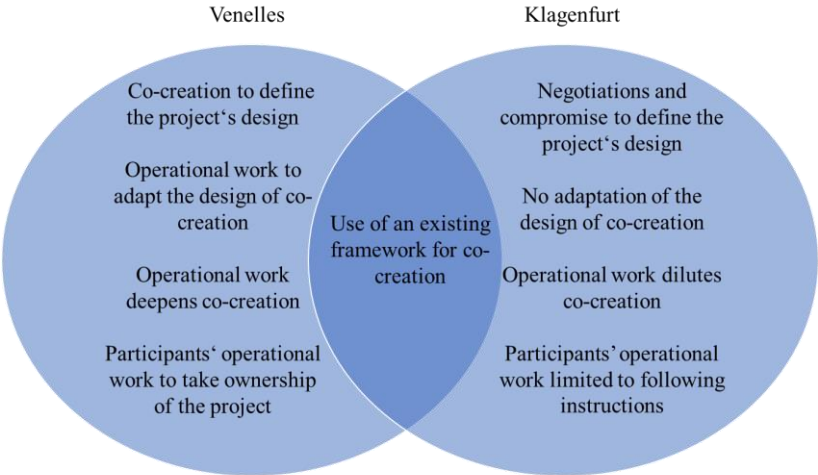 Venelles
Klagenfurt
Co-creation to define
the project‘s design
Operational work to
adapt the design of co-
creation
Operational work
deepens co-creation
Participants‘ operational
work to take ownership
of the project
Use of an existing
framework for co-
creation
Negotiations and
compromise to define the
project‘s design
No adaptation of the
design of co-creation
Operational work dilutes
co-creation
Participants’ operational
work limited to following
instructions